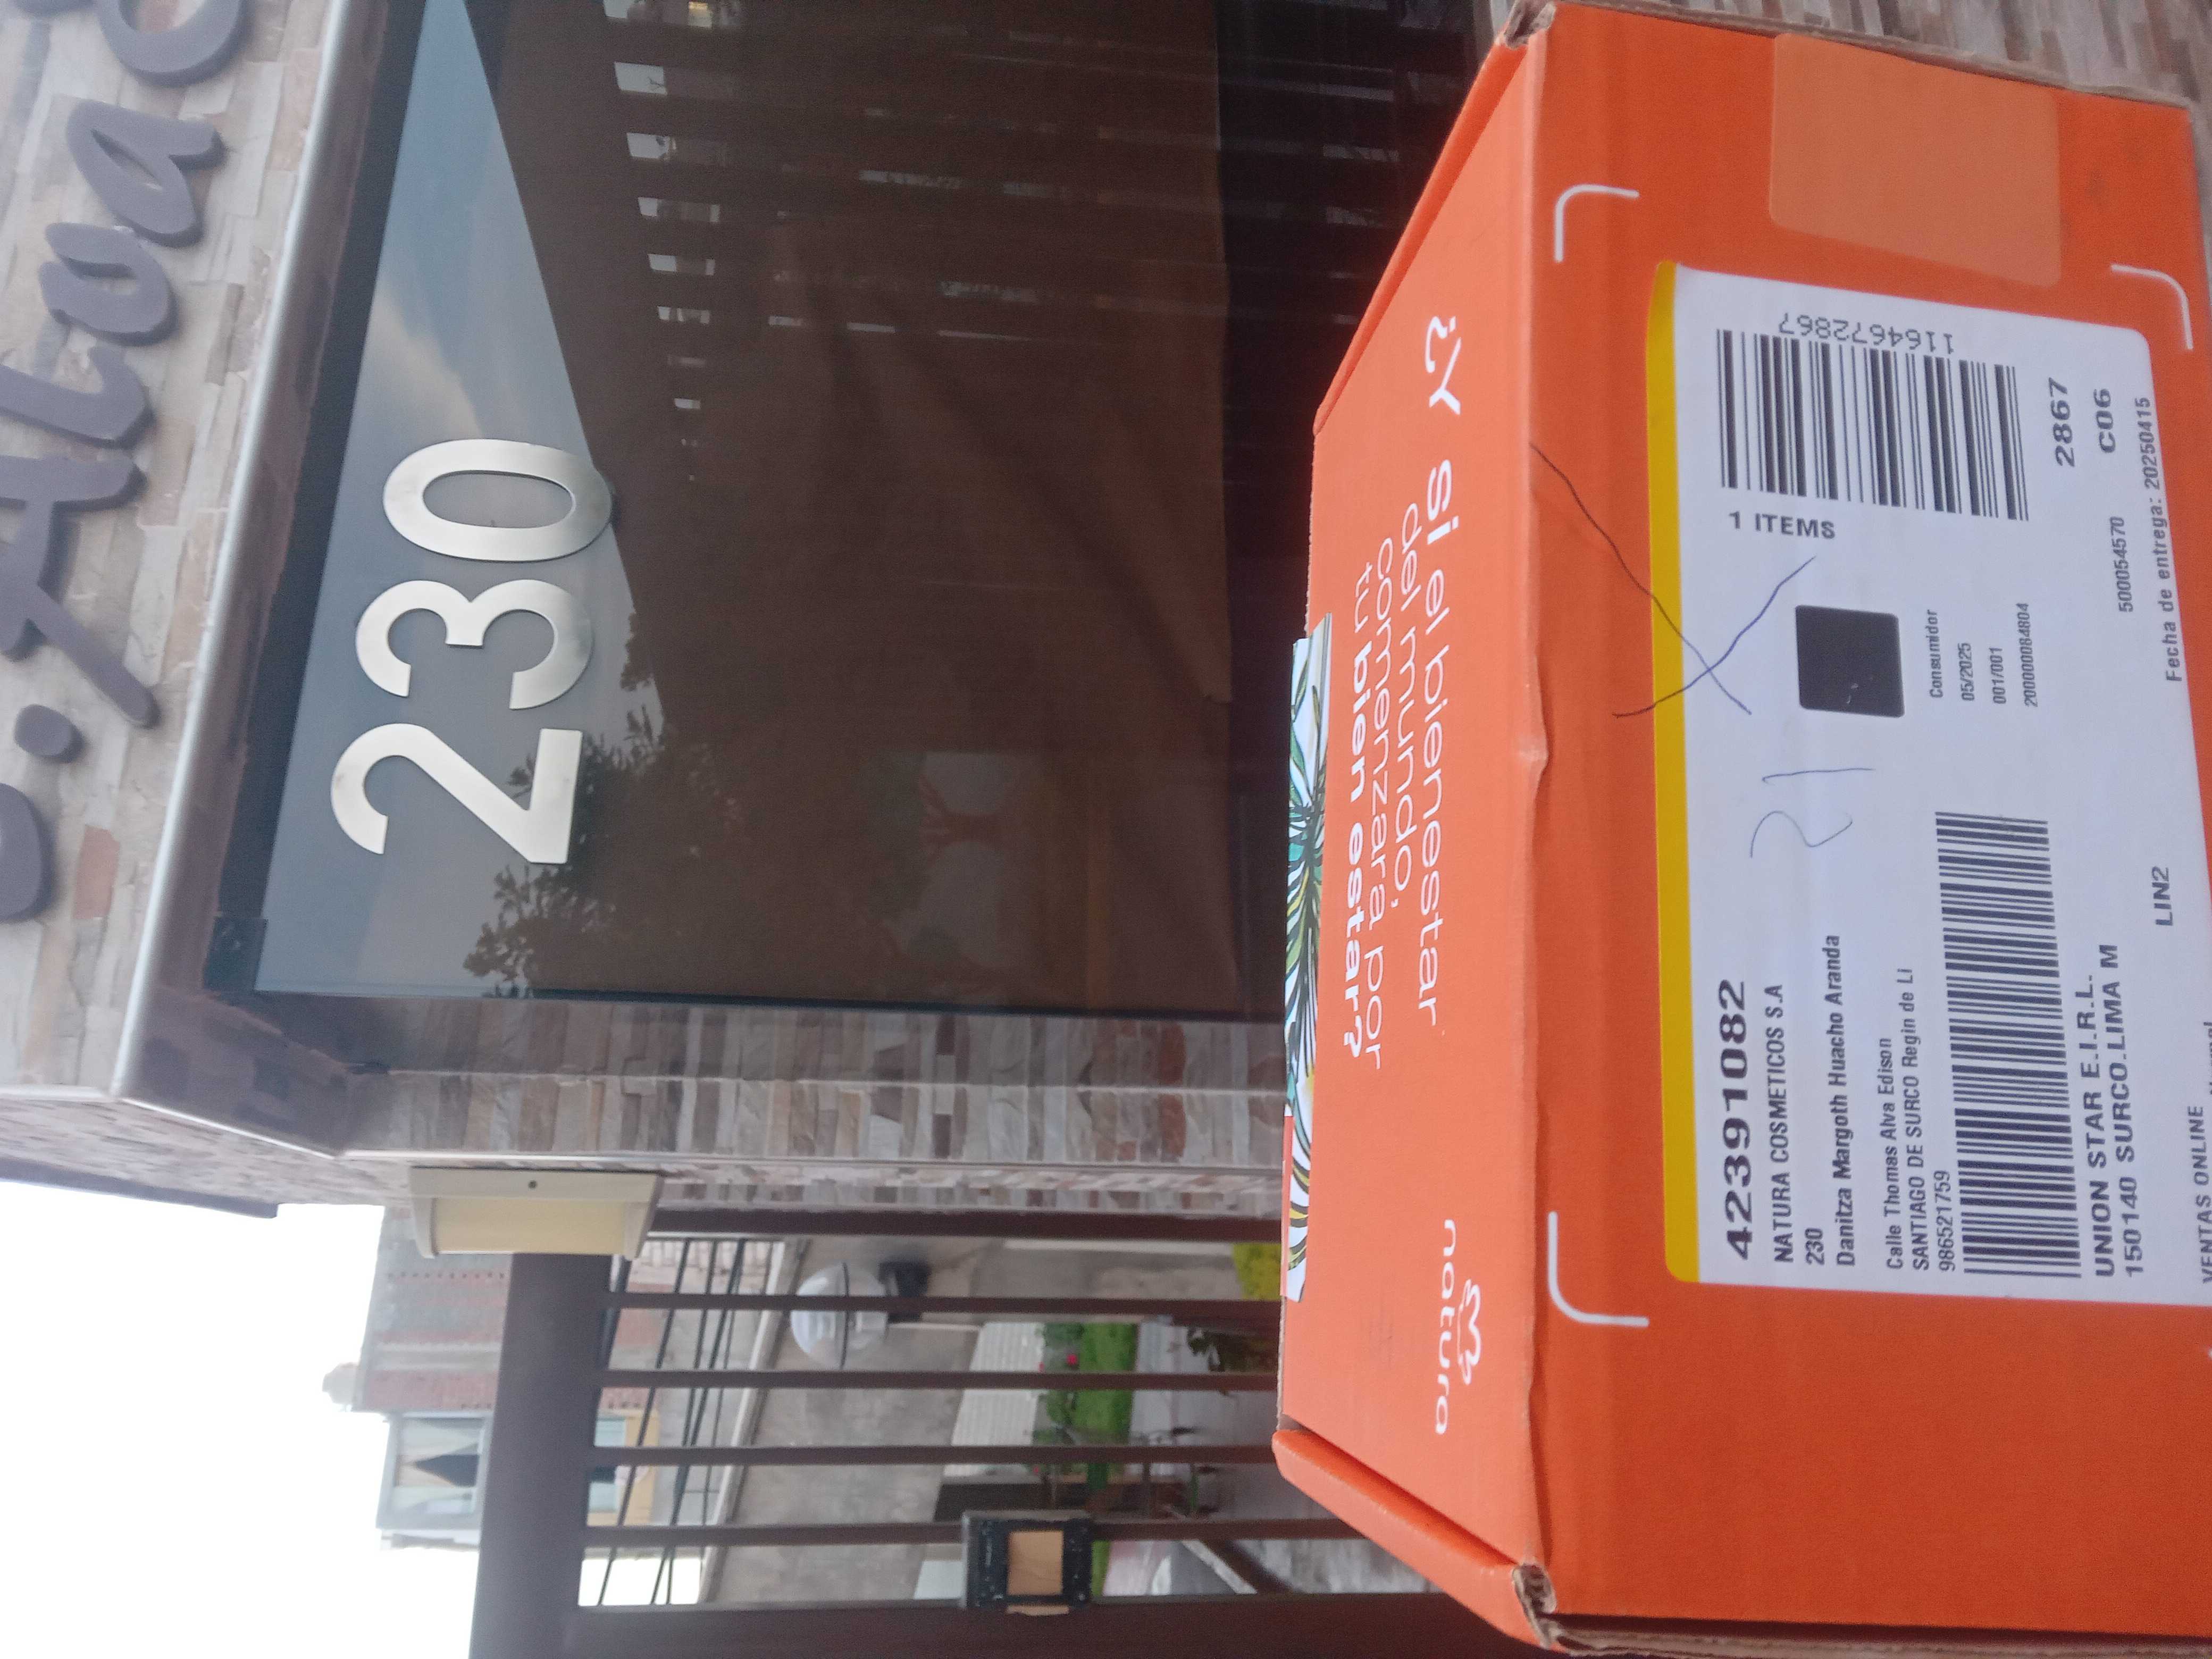 230
¿Y si el bienestar
del mundo,
comenzara por
tu bien estar?
natura
42391082
NATURA COSMETICOS S.A
230
Danitza Margoth Huacho Aranda
Calle Thomas Alva Edison
SANTIAGO DE SURCO Regin de Li
986521759
UNION STAR E.I.R.L.
150140 SURCO.LIMA M
LIN2
VENTAS ONLINE
21
1 ITEMS
1164672867
Consumidor
05/2025
001/001
2867
C06
500054570
Fecha de entrega: 20250415